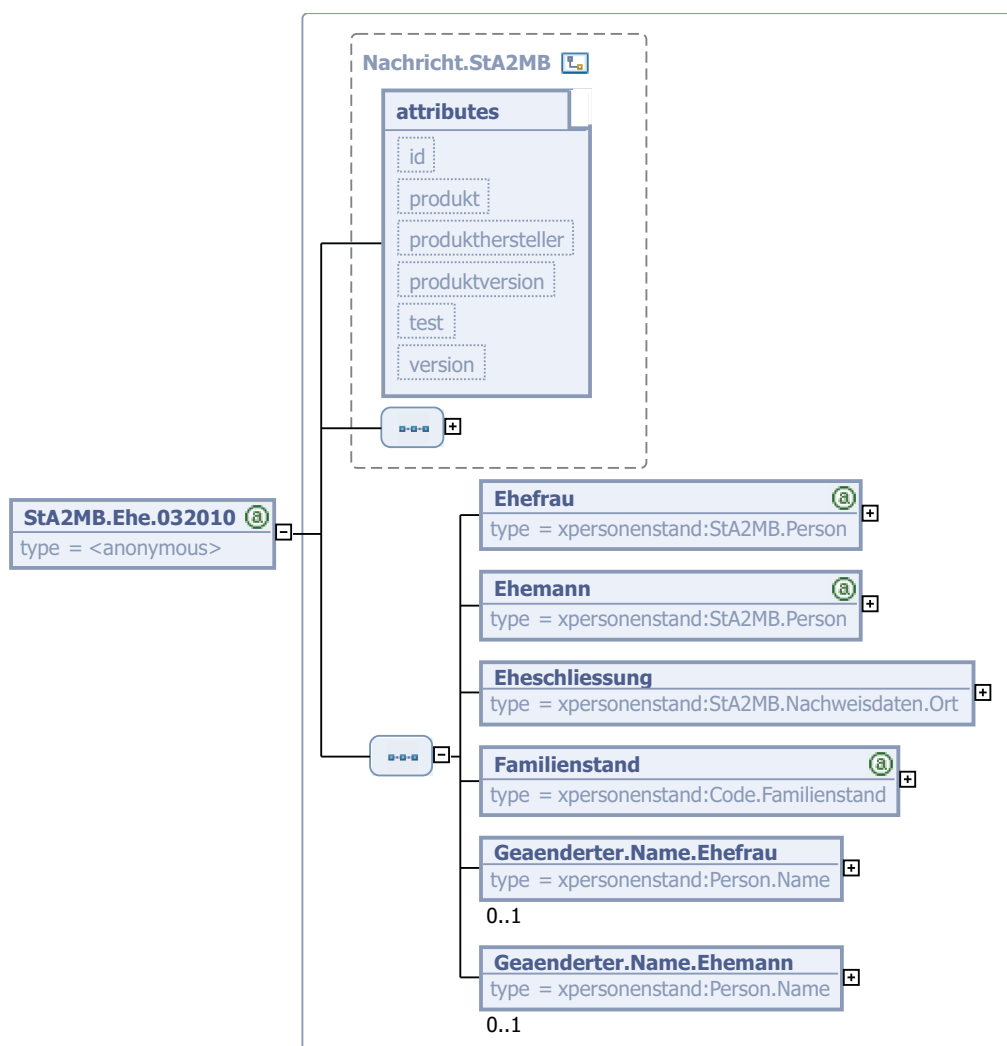 Nachricht.StA2MB
attributes
id
produkt
produkthersteller
produktversion
test
version
StA2MB.Ehe.032010
type = <anonymous>
Ehefrau
type = xpersonenstand:StA2MB.Person
Ehemann
type = xpersonenstand:StA2MB.Person
Eheschliessung
type = xpersonenstand:StA2MB.Nachweisdaten.Ort
Familienstand
type = xpersonenstand:Code.Familienstand
Geaenderter.Name.Ehefrau
type = xpersonenstand:Person.Name
0..1
Geaenderter.Name.Ehemann
type = xpersonenstand:Person.Name
0..1